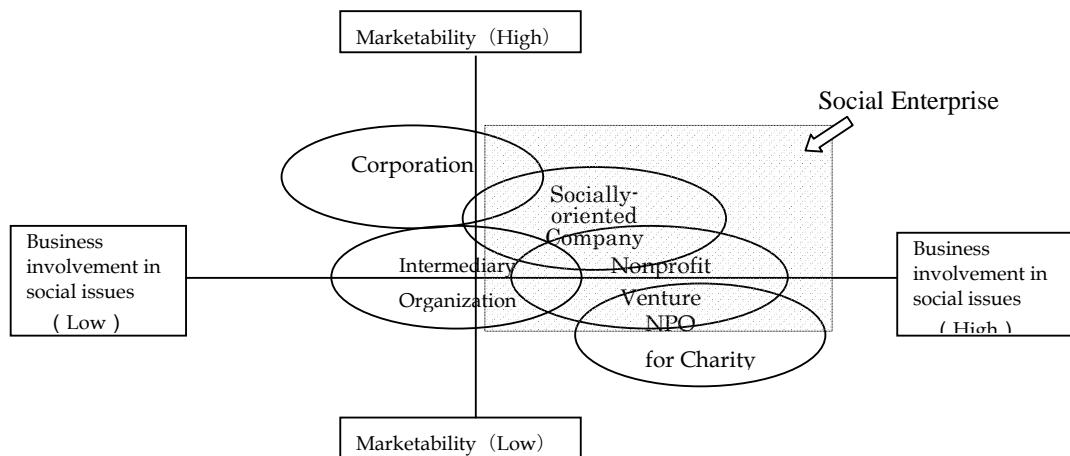 Marketability（High）
Social Enterprise
Corporation
Socially-
oriented
Company
Business
involvement in
social issues
( Low )
Intermediary
Organization
Nonprofit
Venture
NPO
for Charity
Business
involvement in
social issues
( High )
Marketability（Low）